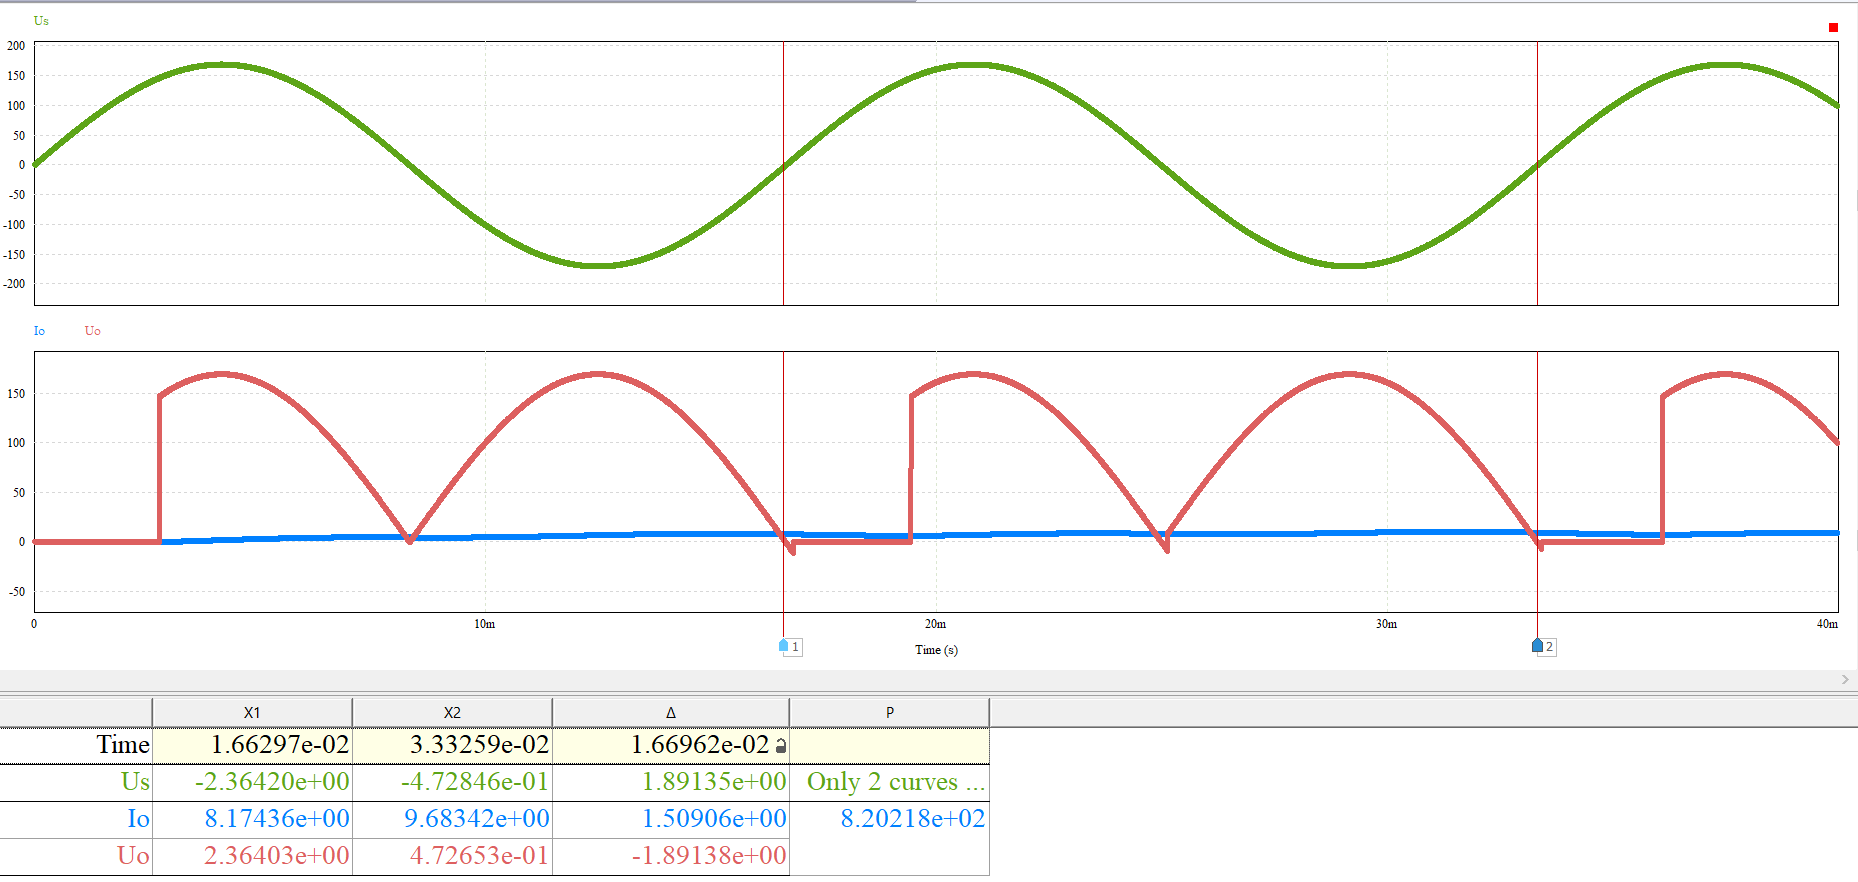 Us
200
150
100
50
0
-50
-100
-150
-200
Io Uo
150
100
50
0
-50
0 10m 20m 30m 40m
Time (s)
1 2
X1 X2 Δ P
Time 1.66297e-02 3.33259e-02 1.66962e-02
Us -2.36420e+00 -4.72846e-01 1.89135e+00 Only 2 curves ...
Io 8.17436e+00 9.68342e+00 1.50906e+00 8.20218e+02
Uo 2.36403e+00 4.72653e-01 -1.89138e+00